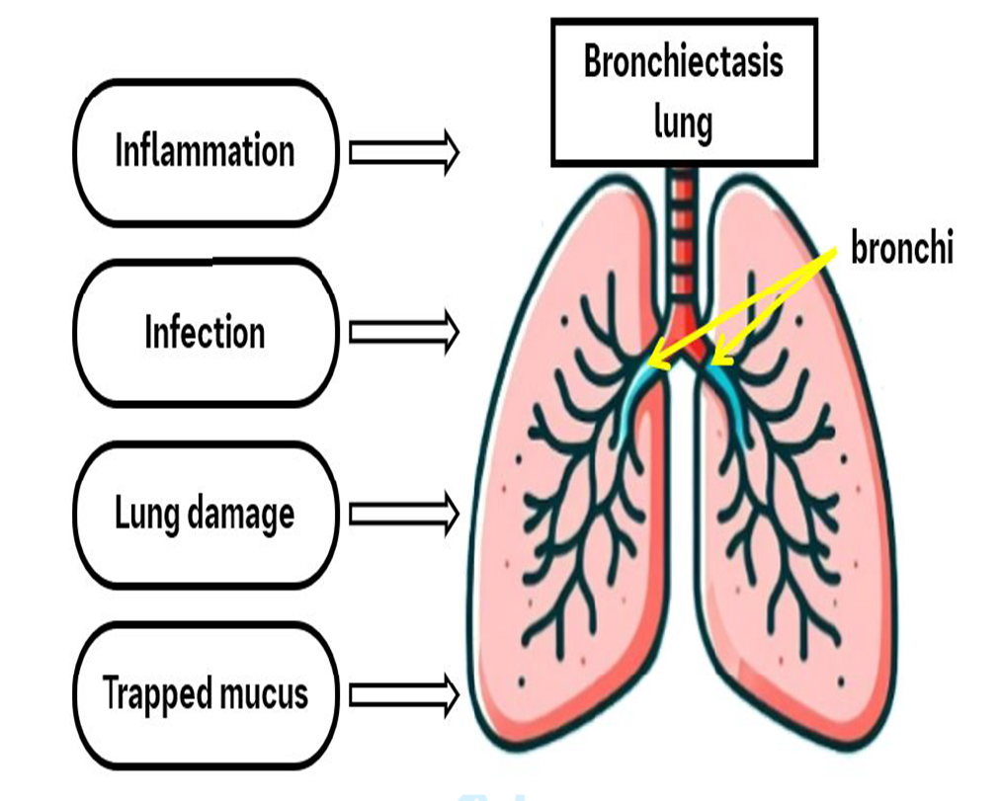 Bronchiectasis
lung
Inflammation
bronchi
Infection
Lung damage
Trapped mucus